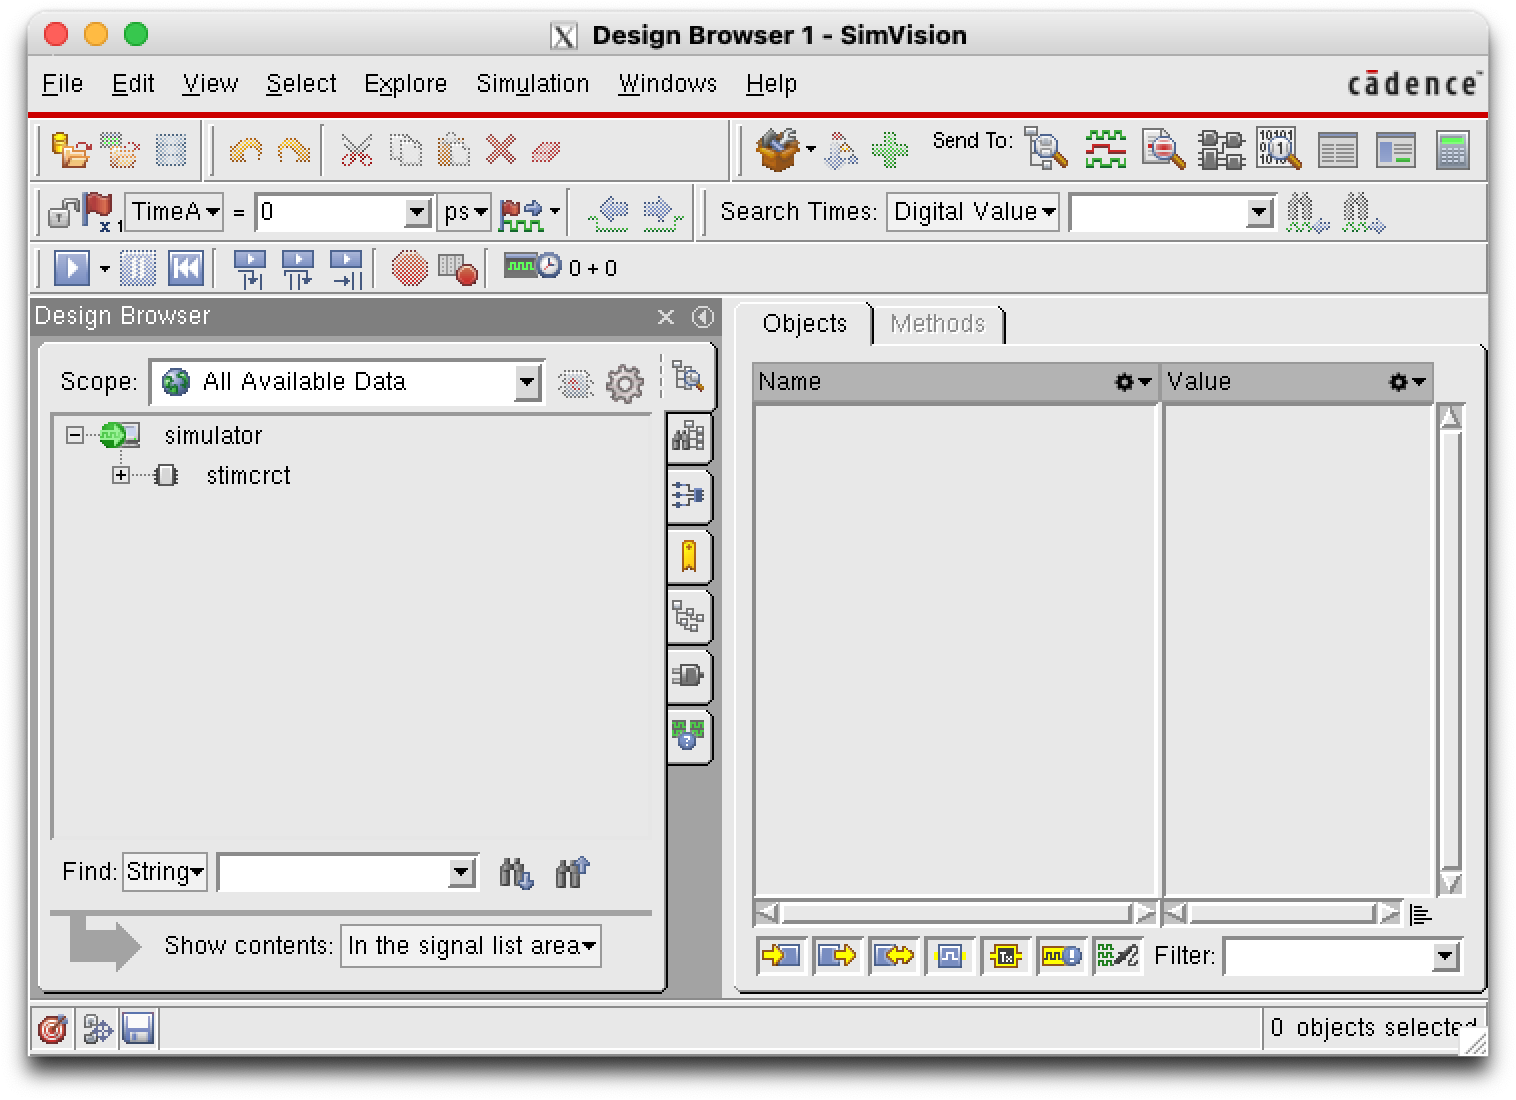 Design Browser 1 - SimVision
File Edit View Select Explore Simulation Windows Help
cādence™
Send To:
TimeA = 0 ps
Search Times: Digital Value
0 + 0
Design Browser
Objects Methods
Scope: All Available Data
Name Value
simulator
stimcrct
Find: String
Show contents: In the signal list area
Filter:
0 objects selected